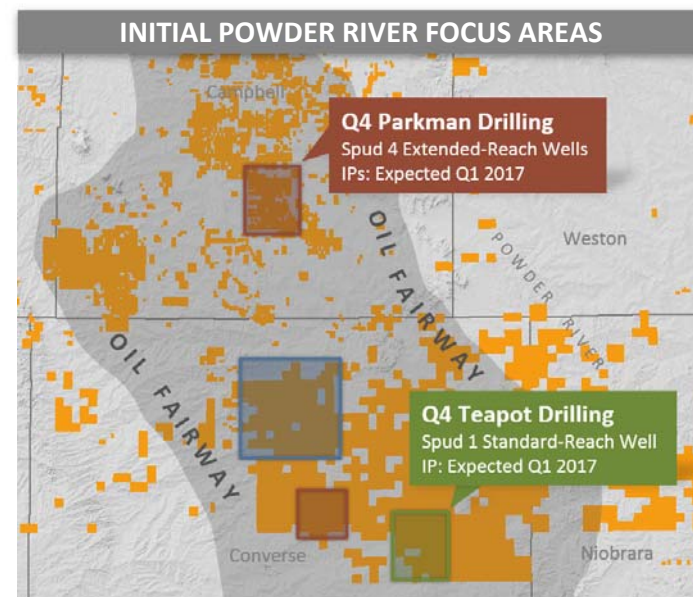 INITIAL POWDER RIVER FOCUS AREAS
Campbell
Q4 Parkman Drilling
Spud 4 Extended-Reach Wells
IPs: Expected Q1 2017
OIL FAIRWAY
POWDER RIVER
Weston
OIL FAIRWAY
Q4 Teapot Drilling
Spud 1 Standard-Reach Well
IP: Expected Q1 2017
Converse
Niobrara